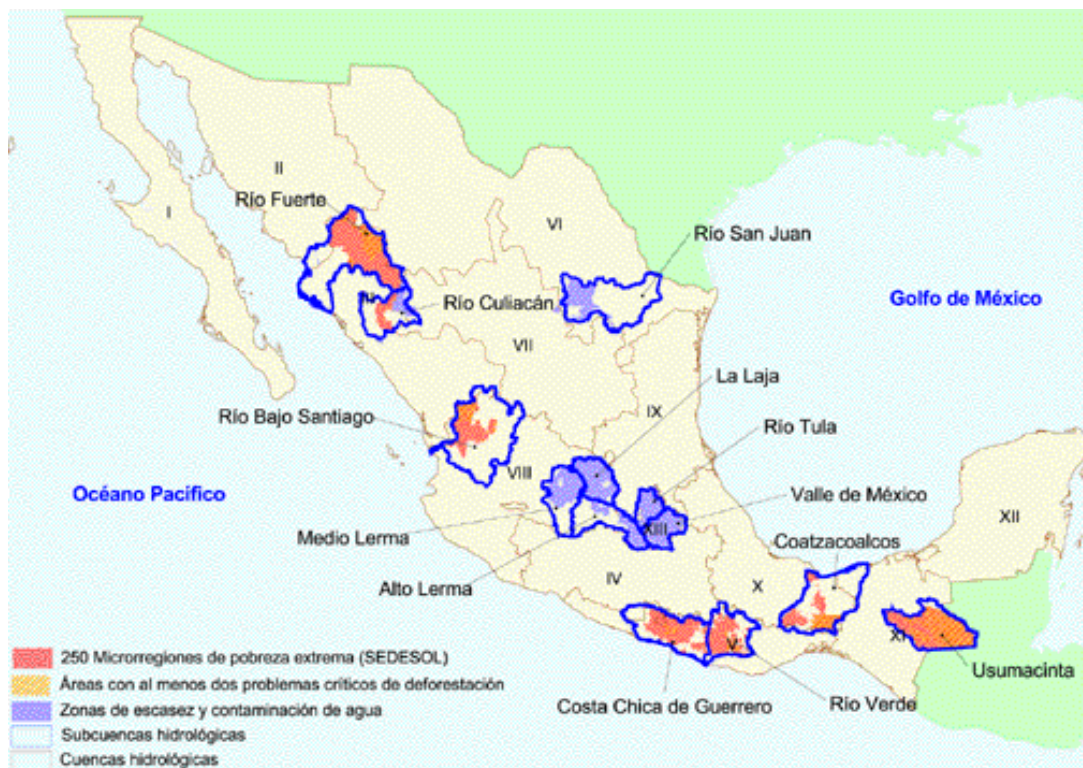 II
Río Fuerte
I
VI
Río San Juan
Golfo de México
Río Culiacán
VII
La Laja
IX
Río Bajo Santiago
Río Tula
VIII
Océano Pacífico
Valle de México
XII
Medio Lerma
XIII
Coatzacoalcos
Alto Lerma
IV
X
V
XI
250 Microrregiones de pobreza extrema (SEDESOL)
Usumacinta
Áreas con al menos dos problemas críticos de deforestación
Costa Chica de Guerrero
Río Verde
Zonas de escasez y contaminación de agua
Subcuencas hidrológicas
Cuencas hidrológicas